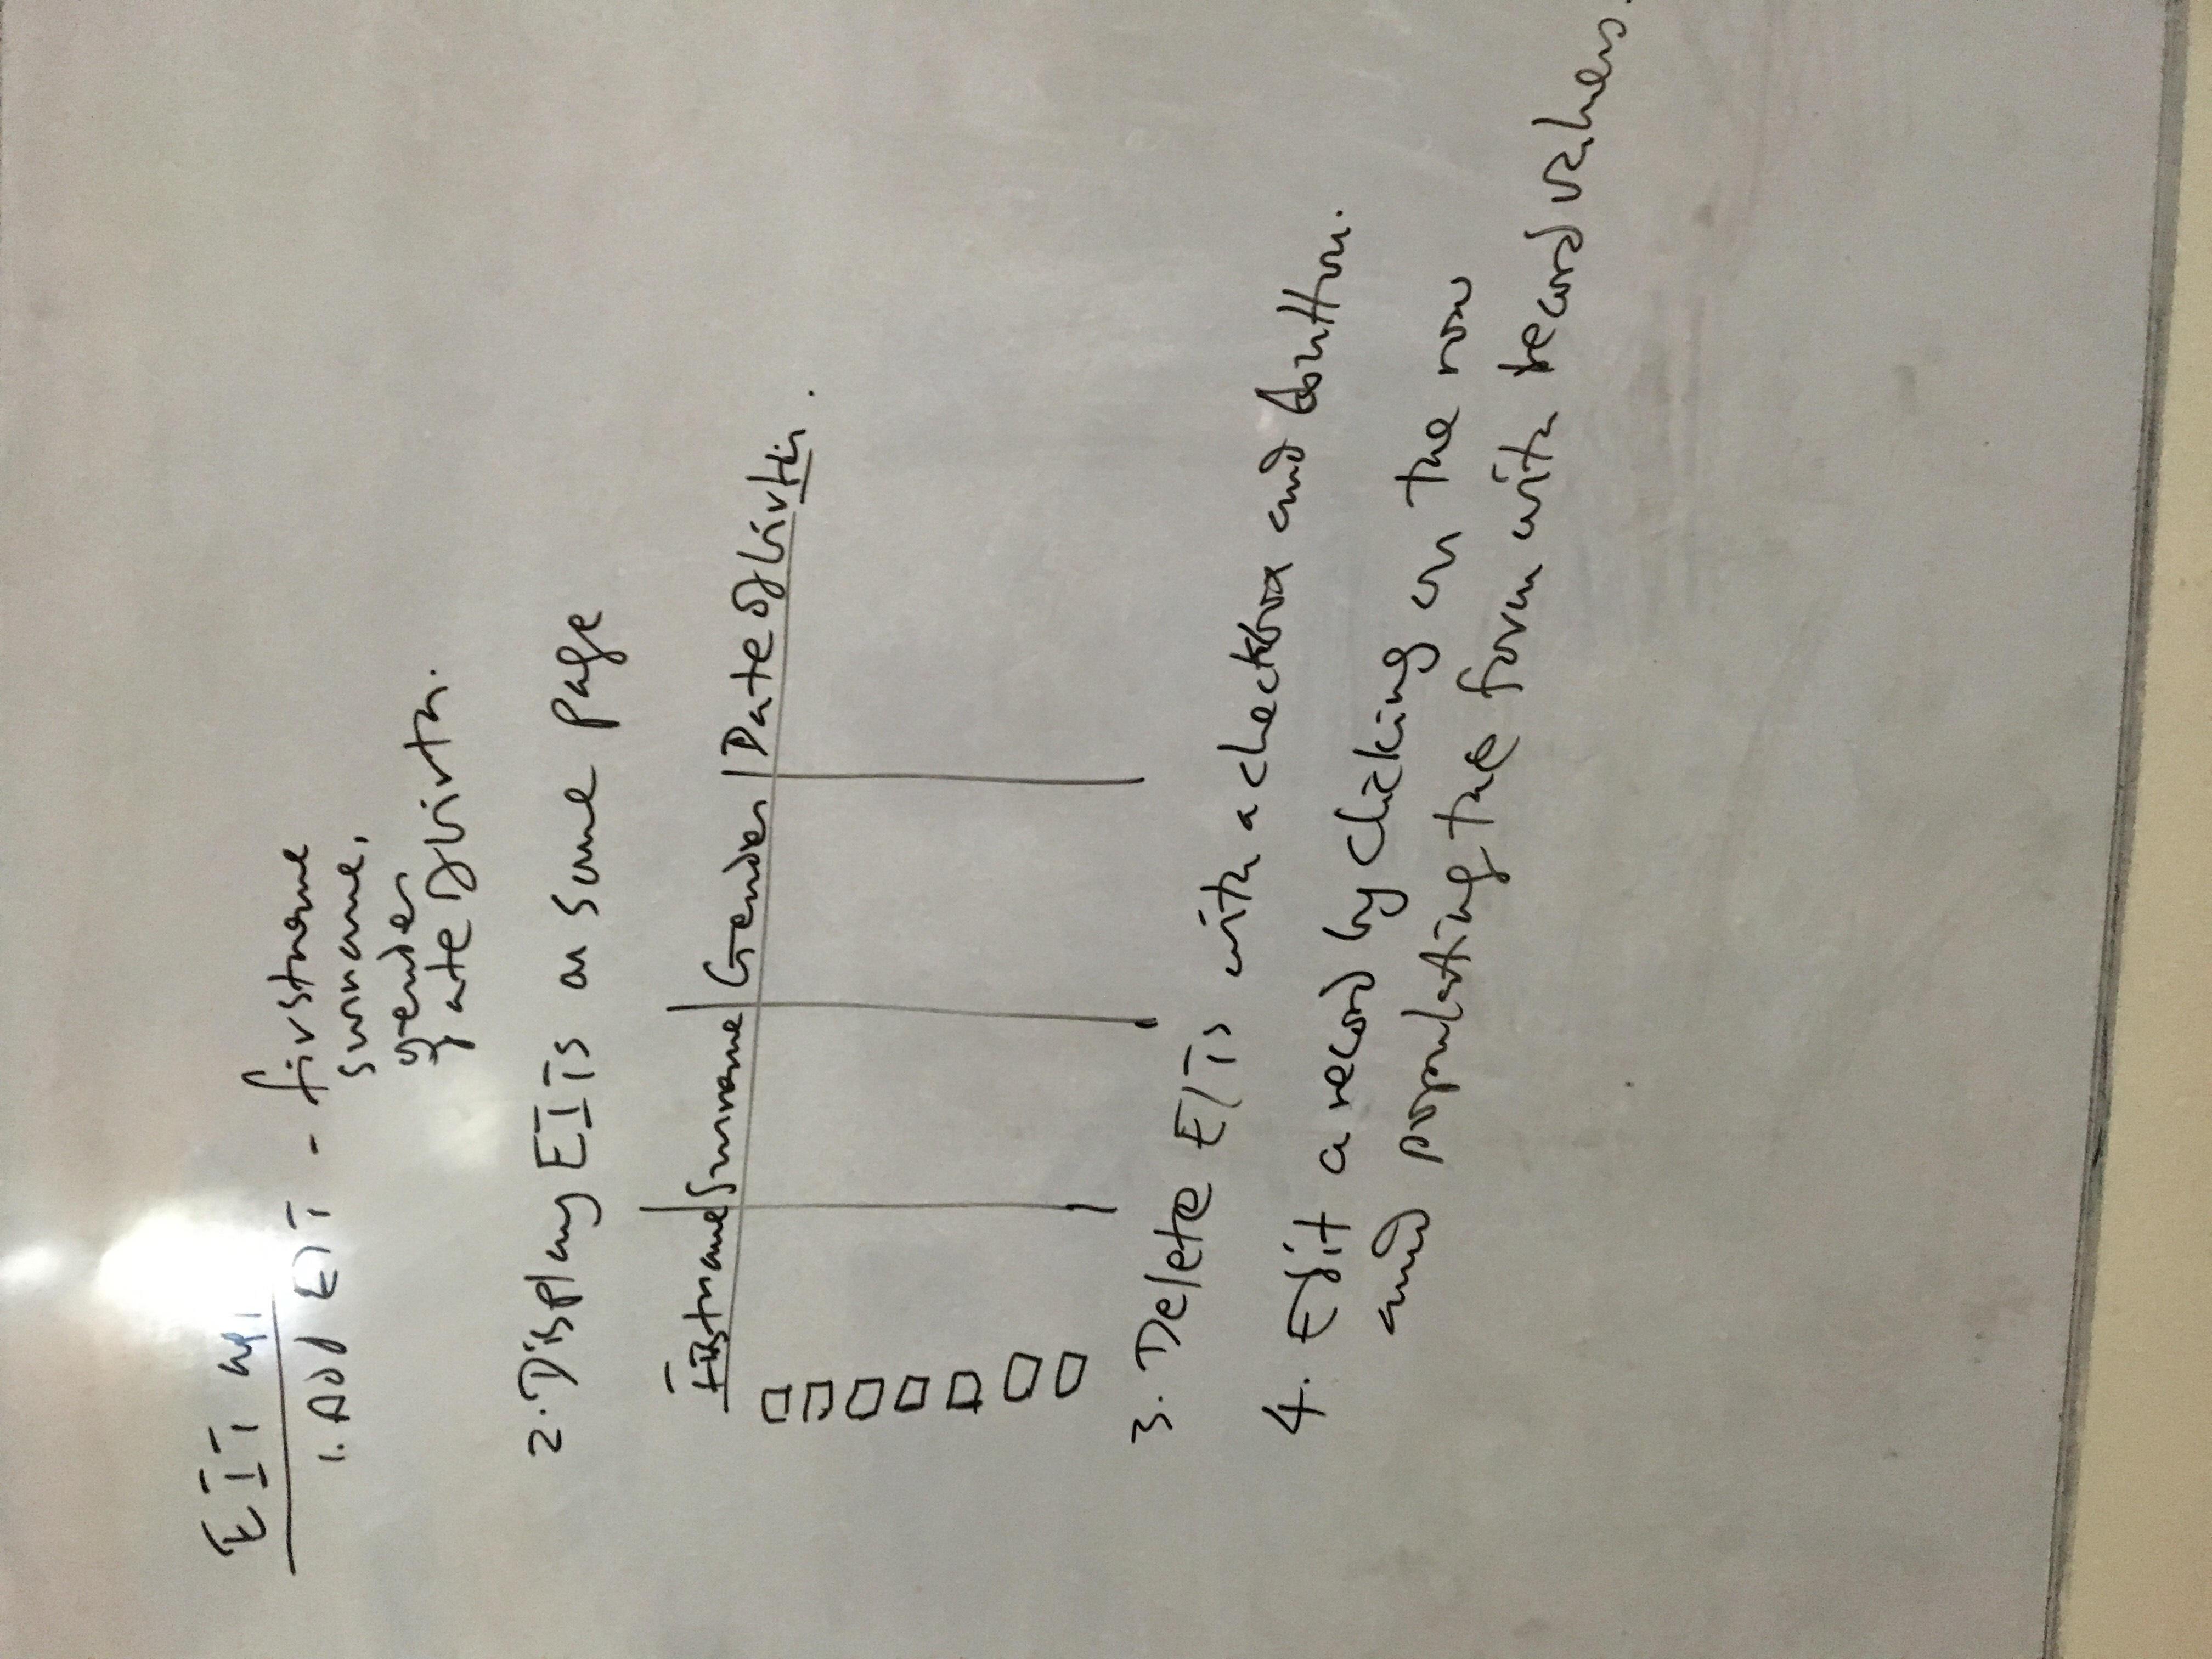 EIT
1. Add EIT - firstname
surname,
gender
Date of birth.
2. Display EITs on same page
Firstname Surname Gender Date of birth.
3. Delete EITs with a checkbox and button.
4. Edit a record by clicking on the row
and populating the form with record values.